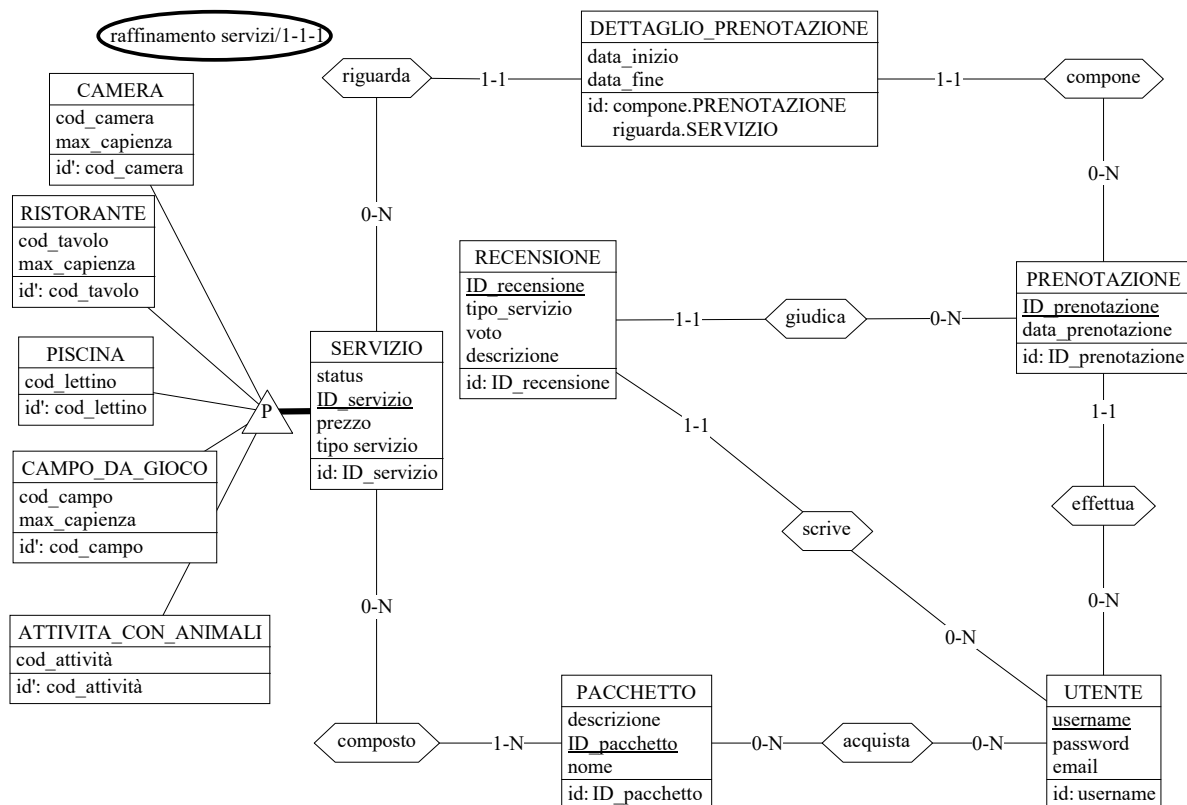 raffinamento servizi/1-1-1
CAMERA
cod_camera
max_capienza
id': cod_camera
RISTORANTE
cod_tavolo
max_capienza
id': cod_tavolo
PISCINA
cod_lettino
id': cod_lettino
CAMPO_DA_GIOCO
cod_campo
max_capienza
id': cod_campo
ATTIVITA_CON_ANIMALI
cod_attività
id': cod_attività
P
riguarda
1-1
0-N
SERVIZIO
status
ID_servizio
prezzo
tipo servizio
id: ID_servizio
0-N
composto
1-N
DETTAGLIO_PRENOTAZIONE
data_inizio
data_fine
id: compone.PRENOTAZIONE
riguarda.SERVIZIO
1-1
compone
0-N
RECENSIONE
ID_recensione
tipo_servizio
voto
descrizione
id: ID_recensione
1-1
giudica
0-N
PRENOTAZIONE
ID_prenotazione
data_prenotazione
id: ID_prenotazione
1-1
effettua
0-N
1-1
scrive
0-N
PACCHETTO
descrizione
ID_pacchetto
nome
id: ID_pacchetto
0-N
acquista
0-N
UTENTE
username
password
email
id: username